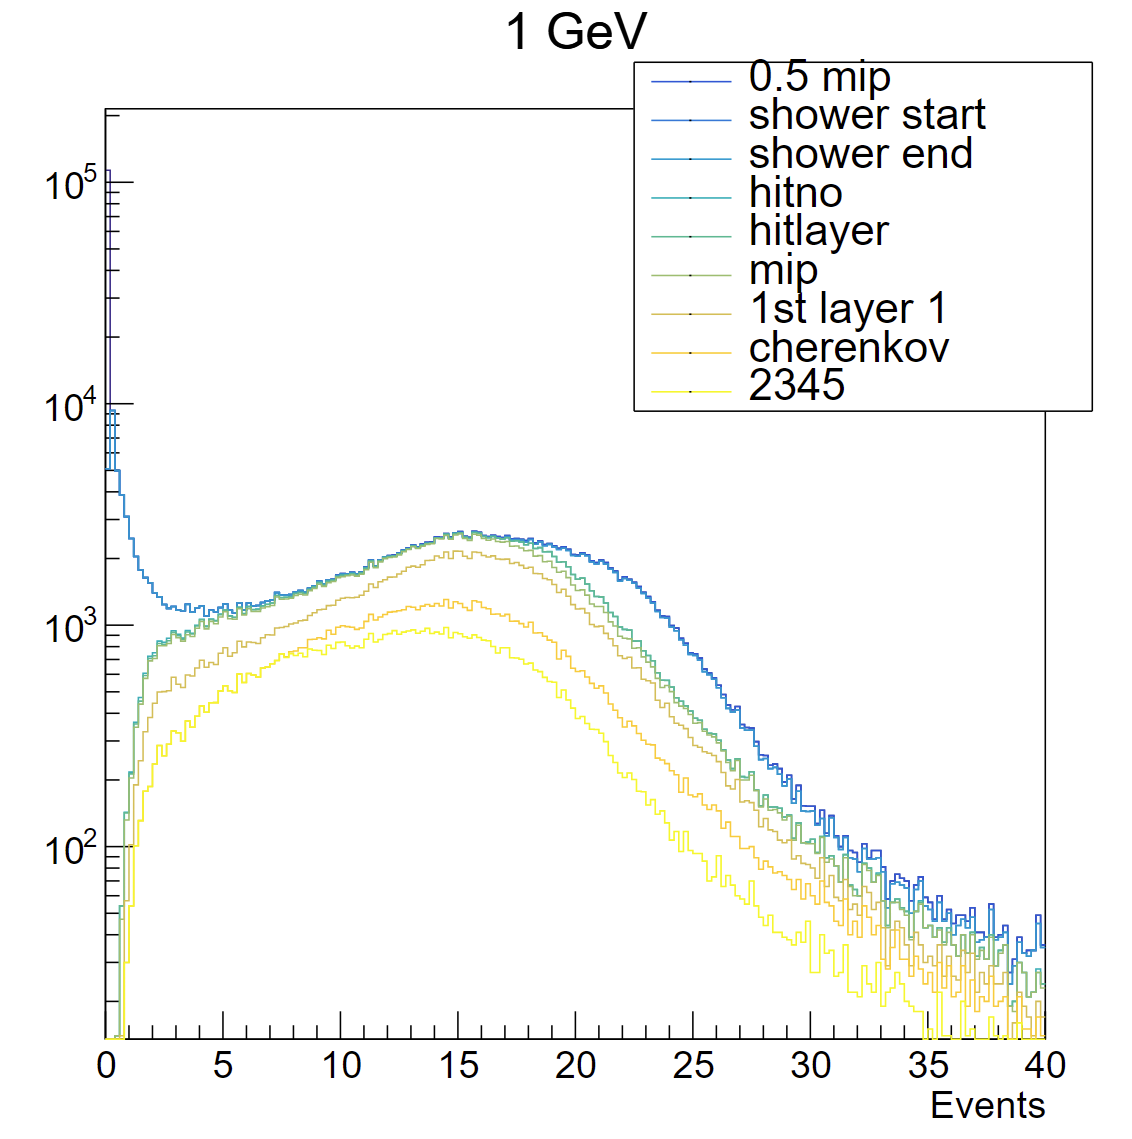 1 GeV
0.5 mip
shower start
shower end
hitno
hitlayer
mip
1st layer 1
cherenkov
2345
10^5
10^4
10^3
10^2
0 5 10 15 20 25 30 35 40
Events